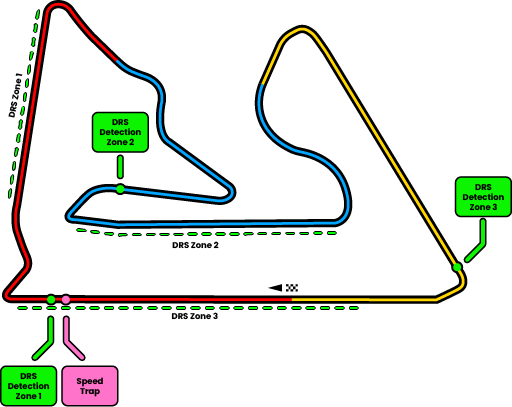 DRS Zone 1
DRS
Detection
Zone 2
DRS
Detection
Zone 3
DRS Zone 2
DRS Zone 3
DRS
Detection
Zone 1
Speed
Trap